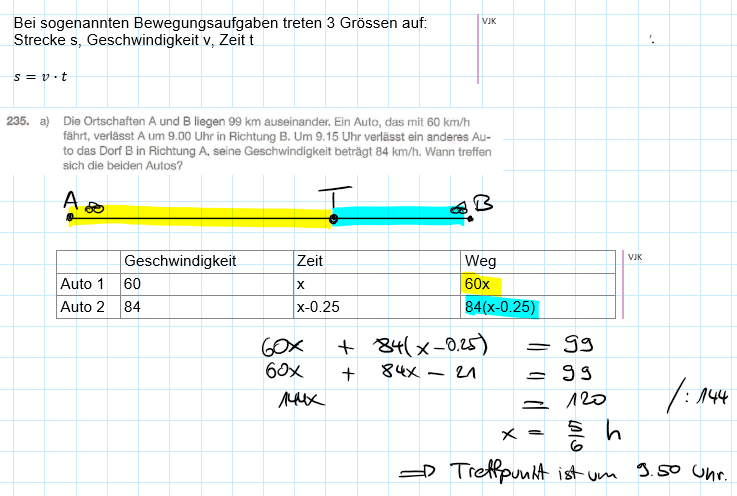 Bei sogenannten Bewegungsaufgaben treten 3 Grössen auf:
Strecke s, Geschwindigkeit v, Zeit t
VJK
s = v · t
235. a) Die Ortschaften A und B liegen 99 km auseinander. Ein Auto, das mit 60 km/h
fährt, verlässt A um 9.00 Uhr in Richtung B. Um 9.15 Uhr verlässt ein anderes Au-
to das Dorf B in Richtung A, seine Geschwindigkeit beträgt 84 km/h. Wann treffen
sich die beiden Autos?
A T B
Geschwindigkeit Zeit Weg
VJK
Auto 1 60 x 60x
Auto 2 84 x-0.25 84(x-0.25)
60x + 84(x-0.25) = 99
60x + 84x - 21 = 99
144x = 120 /:144
x = 5/6 h
=> Treffpunkt ist um 9.50 Uhr.